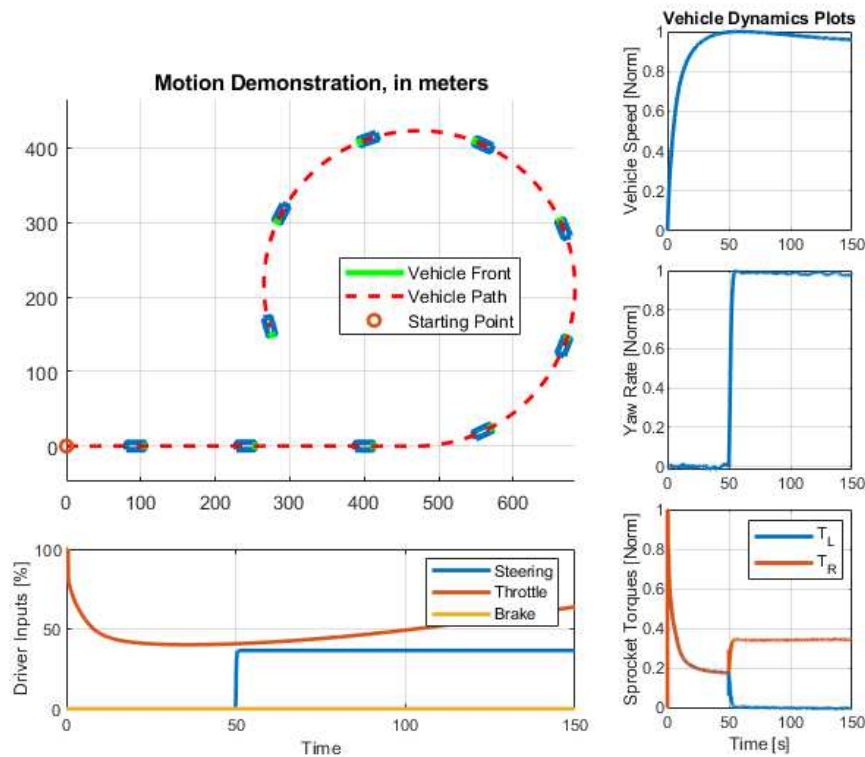 Motion Demonstration, in meters
400
300
200
100
0
0 100 200 300 400 500 600
Vehicle Front
Vehicle Path
Starting Point
Driver Inputs [%]
100
50
0
0 50 100 150
Time
Steering
Throttle
Brake
Vehicle Dynamics Plots
Vehicle Speed [Norm]
1
0.8
0.6
0.4
0.2
0
0 50 100 150
Yaw Rate [Norm]
1
0.8
0.6
0.4
0.2
0
0 50 100 150
Sprocket Torques [Norm]
1
0.8
0.6
0.4
0.2
0
0 50 100 150
Time [s]
T_L
T_R